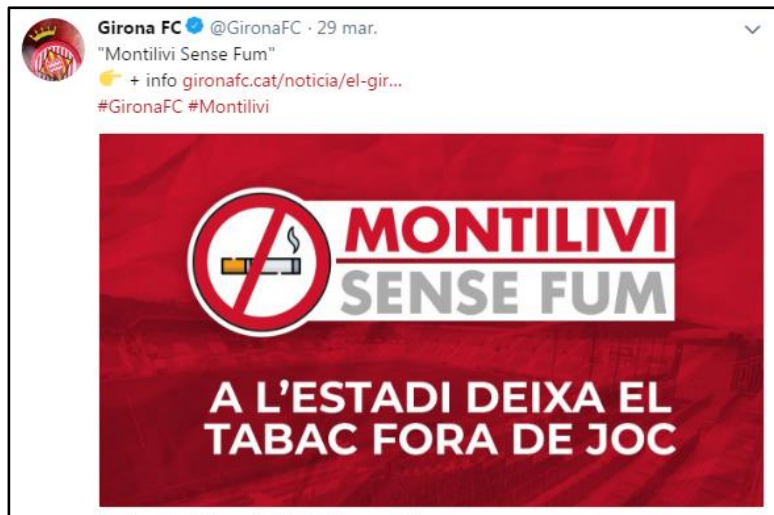 Girona FC @GironaFC · 29 mar.
"Montilivi Sense Fum"
👉 + info gironafc.cat/noticia/el-gir...
#GironaFC #Montilivi
MONTILIVI
SENSE FUM
A L'ESTADI DEIXA EL
TABAC FORA DE JOC